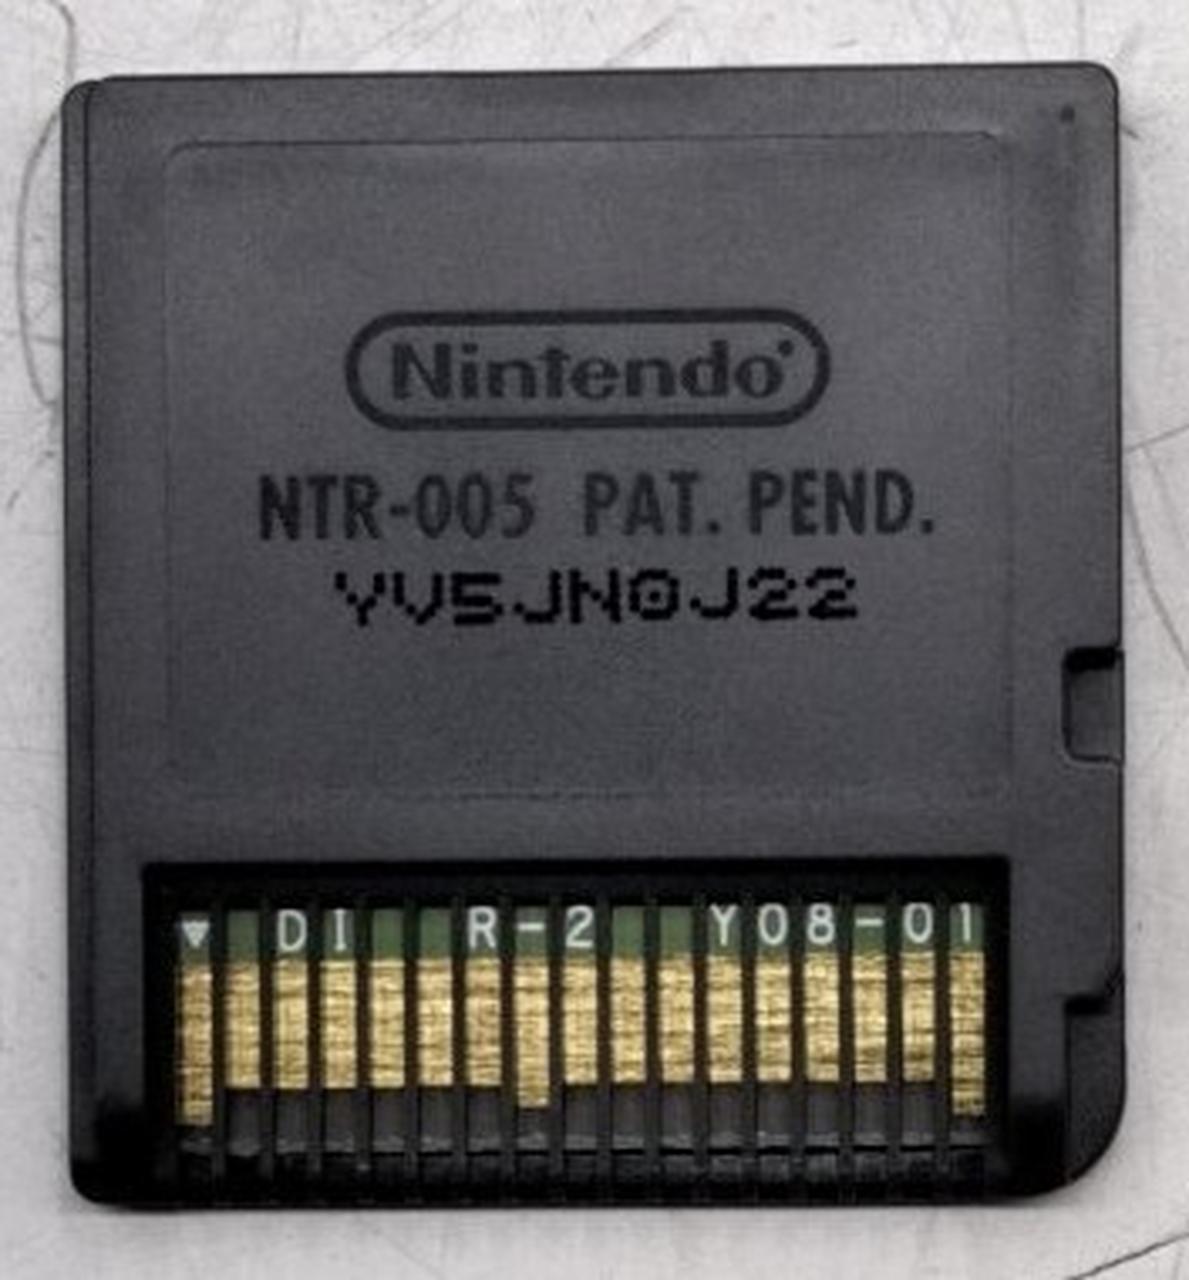 Nintendo
NTR-005 PAT. PEND.
YV5JN0J22
▼ DI R-2 Y08-01